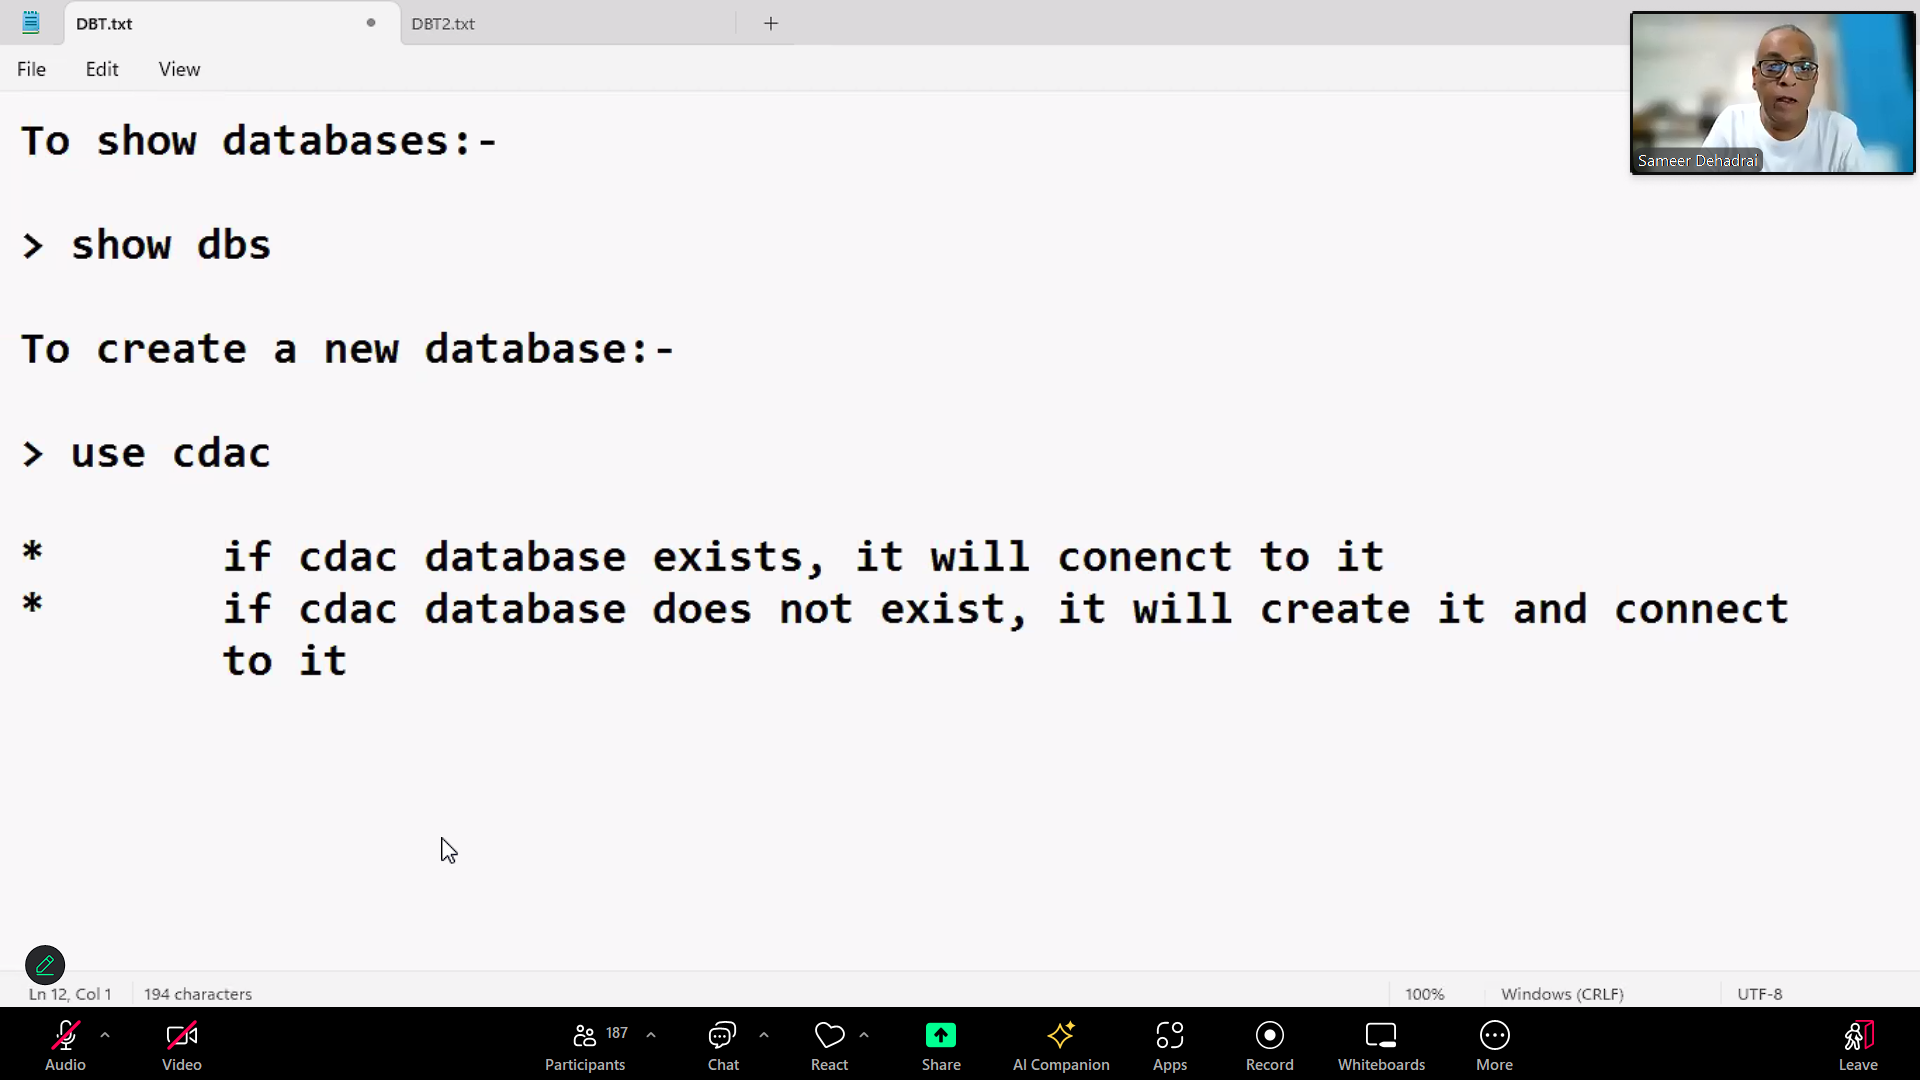 DBT.txt
DBT2.txt
File Edit View
Sameer Dehadrai
To show databases:-
> show dbs
To create a new database:-
> use cdac
* if cdac database exists, it will conenct to it
* if cdac database does not exist, it will create it and connect
to it
Ln 12, Col 1 194 characters 100% Windows (CRLF) UTF-8
187
Audio Video Participants Chat React Share AI Companion Apps Record Whiteboards More Leave